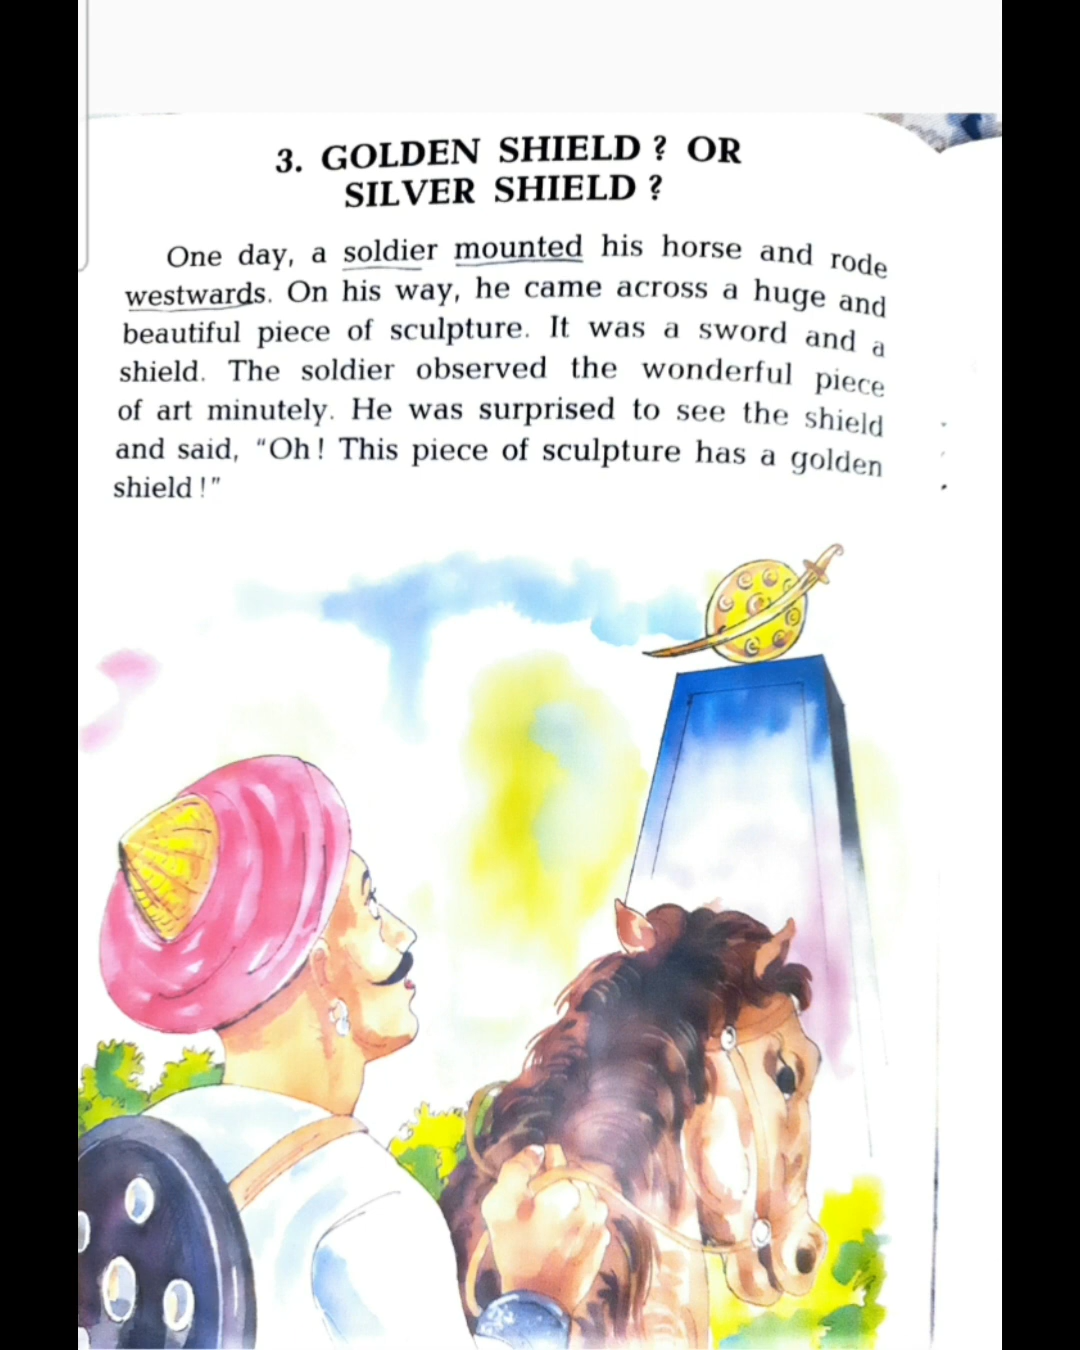 3. GOLDEN SHIELD ? OR
SILVER SHIELD ?
One day, a soldier mounted his horse and rode
westwards. On his way, he came across a huge and
beautiful piece of sculpture. It was a sword and a
shield. The soldier observed the wonderful piece
of art minutely. He was surprised to see the shield
and said, "Oh! This piece of sculpture has a golden
shield !"